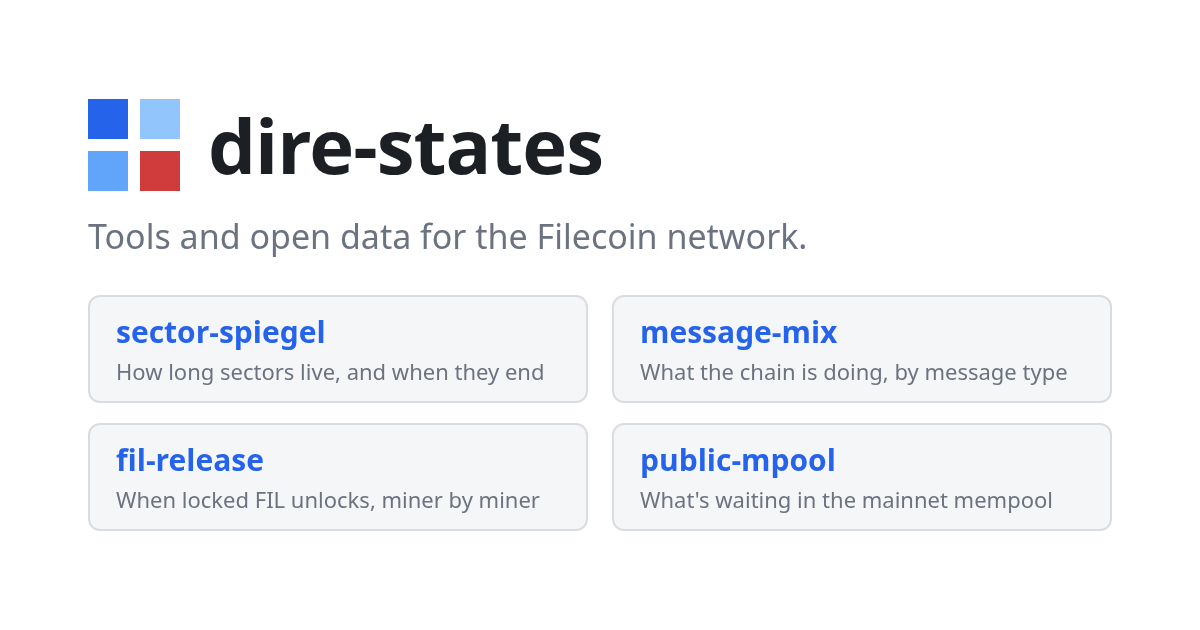 dire-states
Tools and open data for the Filecoin network.
sector-spiegel
How long sectors live, and when they end
message-mix
What the chain is doing, by message type
fil-release
When locked FIL unlocks, miner by miner
public-mpool
What's waiting in the mainnet mempool